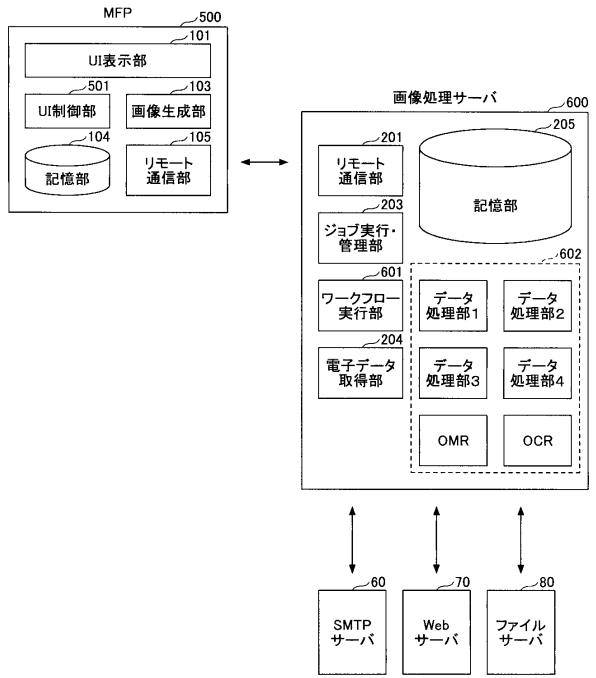 MFP
500
101
UI表示部
501
UI制御部
103
画像生成部
104
記憶部
105
リモート
通信部
画像処理サーバ
600
201
リモート
通信部
205
記憶部
203
ジョブ実行・
管理部
602
601
ワークフロー
実行部
データ
処理部1
データ
処理部2
204
電子データ
取得部
データ
処理部3
データ
処理部4
OMR
OCR
60
SMTP
サーバ
70
Web
サーバ
80
ファイル
サーバ